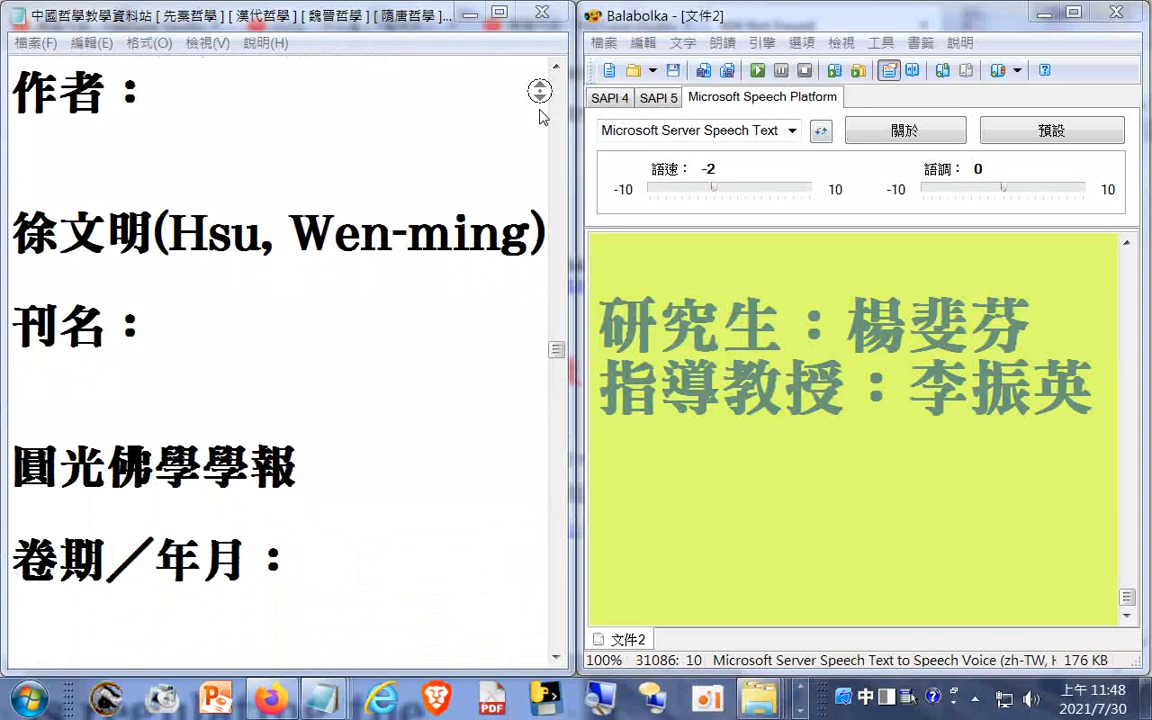 中國哲學教學資料站 [ 先秦哲學 ] [ 漢代哲學 ] [ 魏晉哲學 ] [ 隋唐哲學 ]...
檔案(F) 編輯(E) 格式(O) 檢視(V) 說明(H)
作者：
徐文明(Hsu, Wen-ming)
刊名：
圓光佛學學報
卷期／年月：
Balabolka - [文件2]
檔案 編輯 文字 朗讀 引擎 選項 檢視 工具 書籤 說明
SAPI 4 SAPI 5 Microsoft Speech Platform
Microsoft Server Speech Text 關於 預設
語速： -2 語調： 0
-10 10 -10 10
研究生：楊斐芬
指導教授：李振英
文件2
100% 31086: 10 Microsoft Server Speech Text to Speech Voice (zh-TW, H 176 KB
PDF 中 上午 11:48
2021/7/30